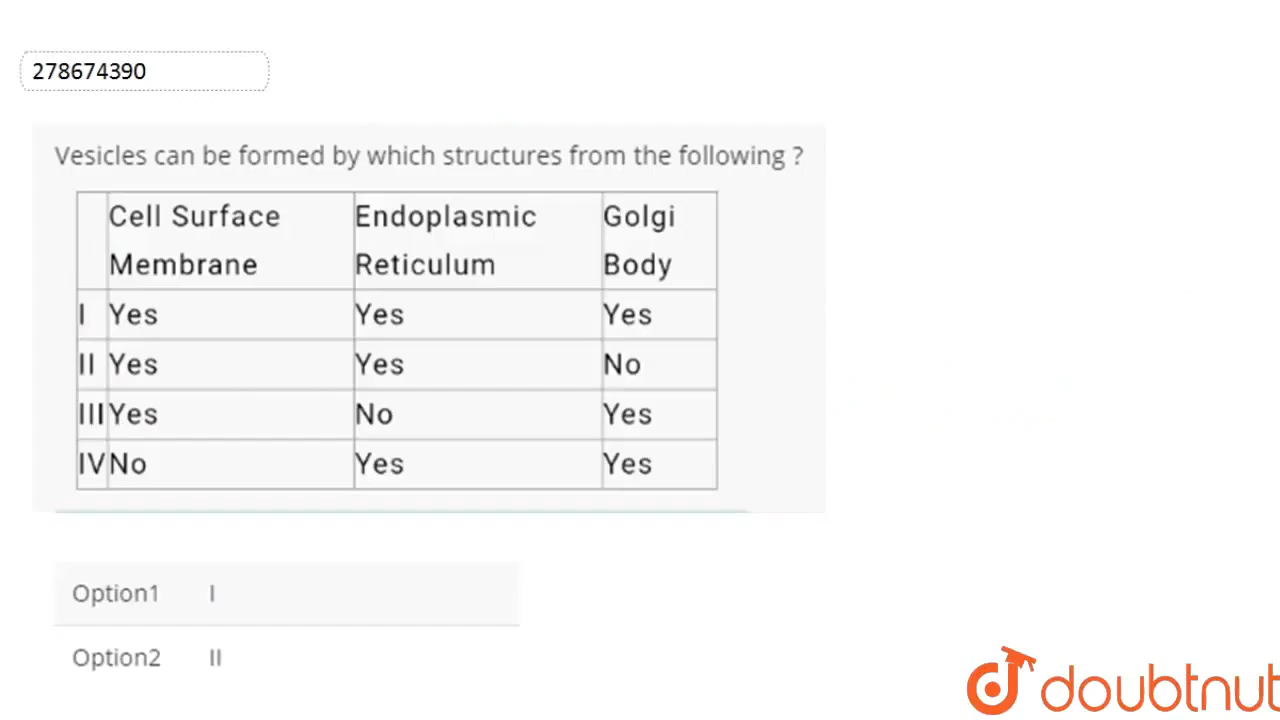 278674390
Vesicles can be formed by which structures from the following ?
Cell Surface Membrane Endoplasmic Reticulum Golgi Body
I Yes Yes Yes
II Yes Yes No
III Yes No Yes
IV No Yes Yes
Option1 I
Option2 II
doubtnut